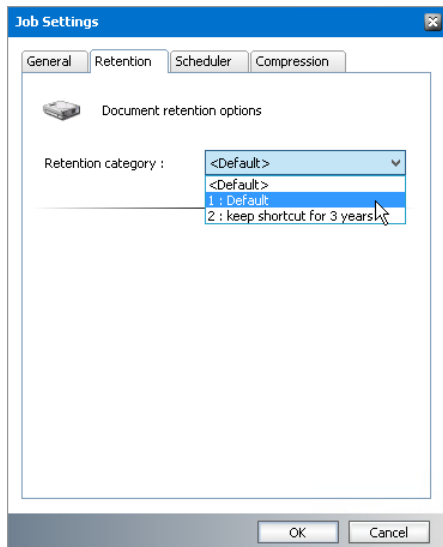 Job Settings
General Retention Scheduler Compression
Document retention options
Retention category : <Default>
<Default>
1 : Default
2 : keep shortcut for 3 years
OK Cancel